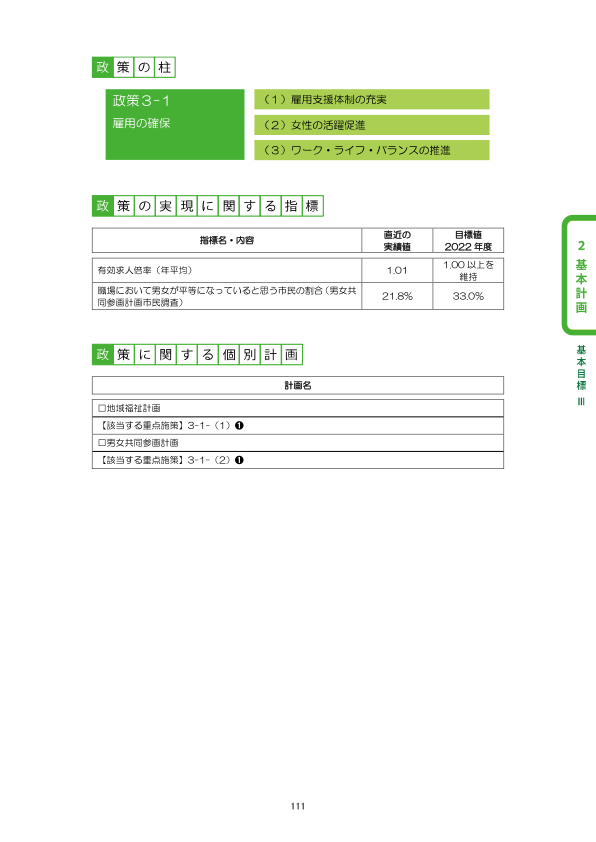 政策の柱
政策3-1
雇用の確保
（1）雇用支援体制の充実
（2）女性の活躍促進
（3）ワーク・ライフ・バランスの推進
政策の実現に関する指標
指標名・内容
直近の
実績値
目標値
2022 年度
有効求人倍率（年平均）
1.01
1.00 以上を
維持
職場において男女が平等になっていると思う市民の割合（男女共
同参画計画市民調査）
21.8%
33.0%
政策に関する個別計画
計画名
□地域福祉計画
【該当する重点施策】3-1-（1）❶
□男女共同参画計画
【該当する重点施策】3-1-（2）❶
2
基本計画
基本目標 Ⅲ
111